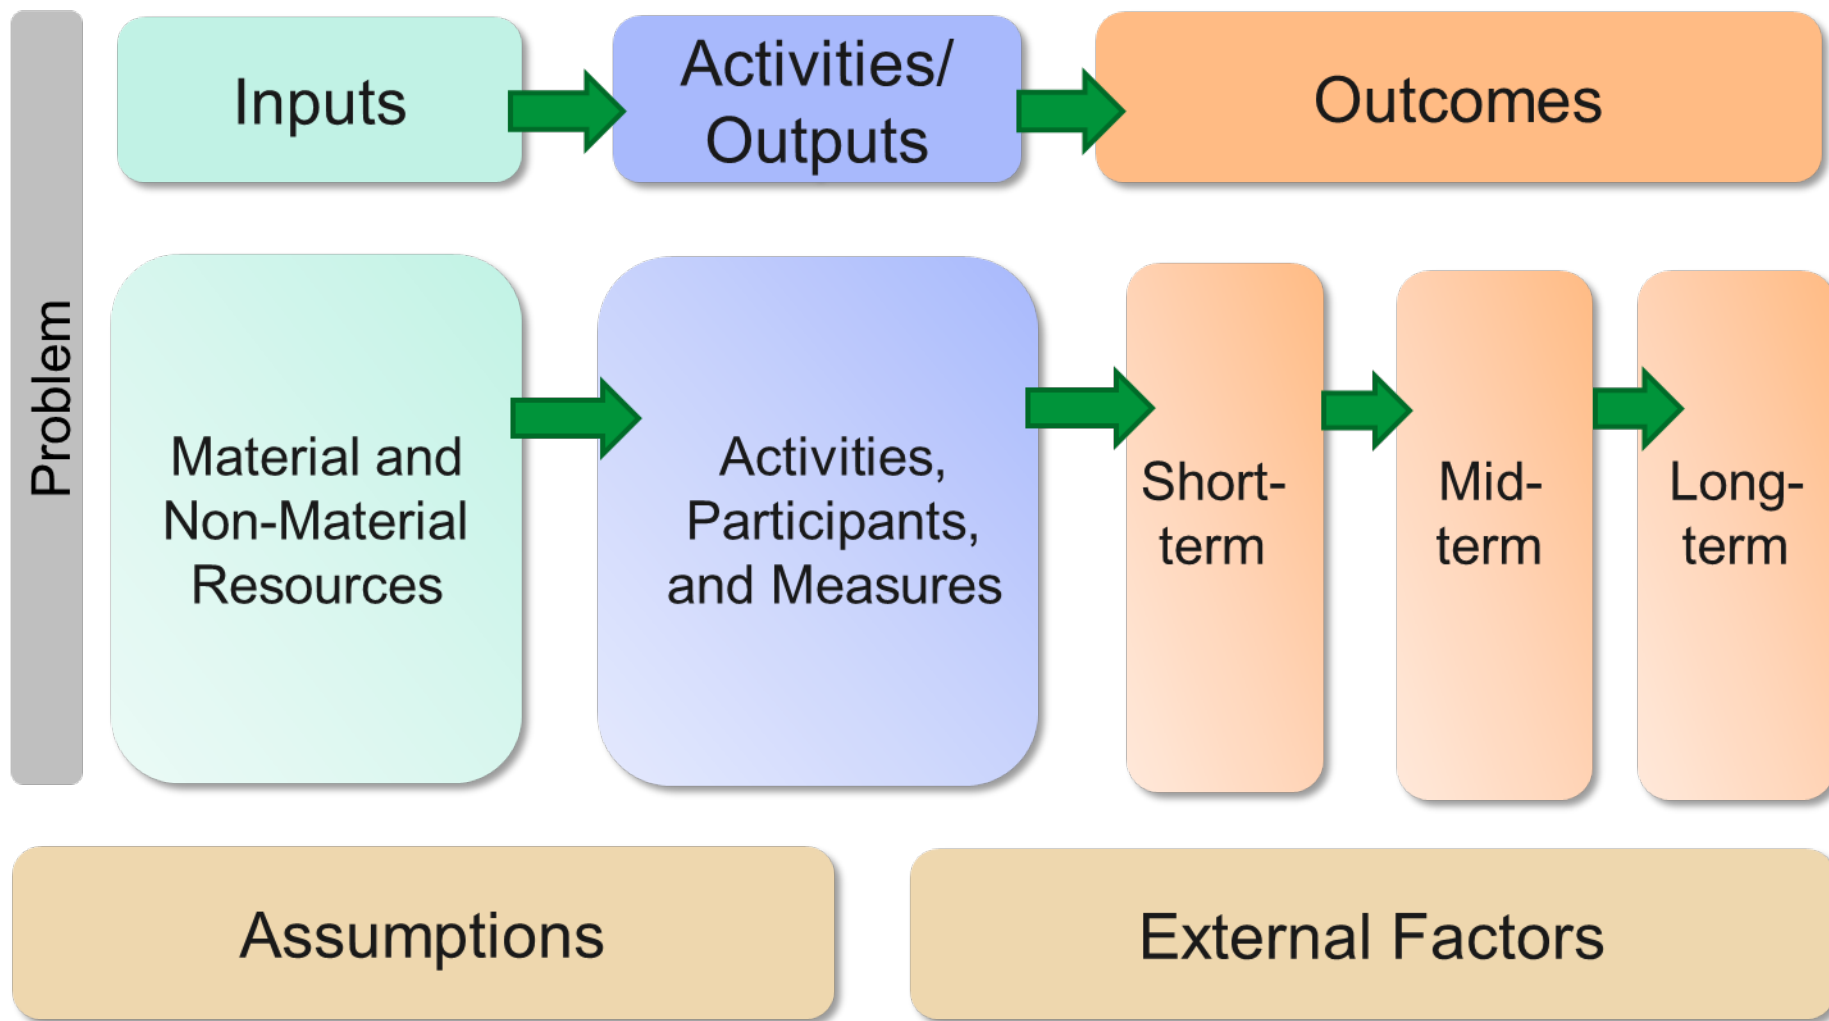 Problem
Inputs
Activities/
Outputs
Outcomes
Material and
Non-Material
Resources
Activities,
Participants,
and Measures
Short-
term
Mid-
term
Long-
term
Assumptions
External Factors